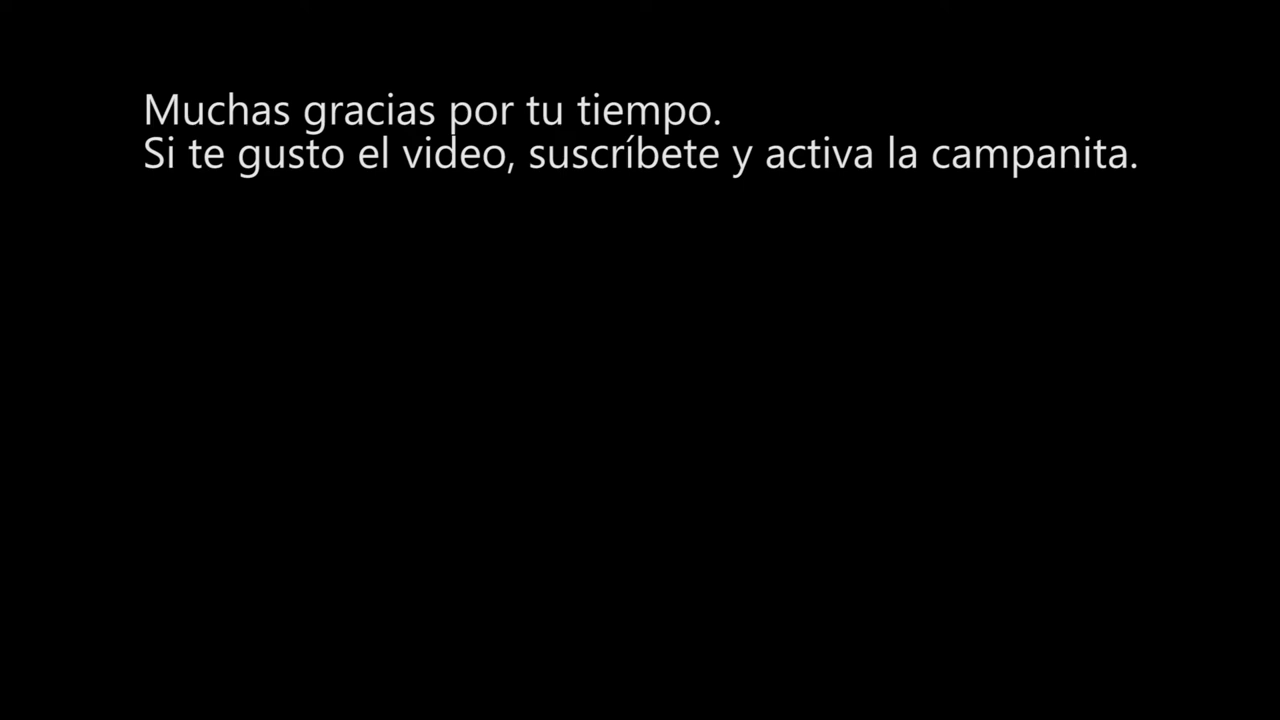 Muchas gracias por tu tiempo.
Si te gusto el video, suscríbete y activa la campanita.